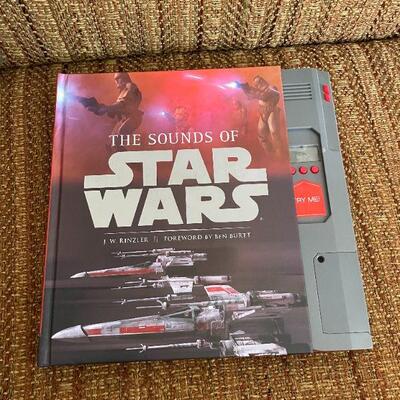 THE SOUNDS OF
STAR
WARS
J. W. RINZLER || FOREWORD BY BEN BURTT
TRY ME!